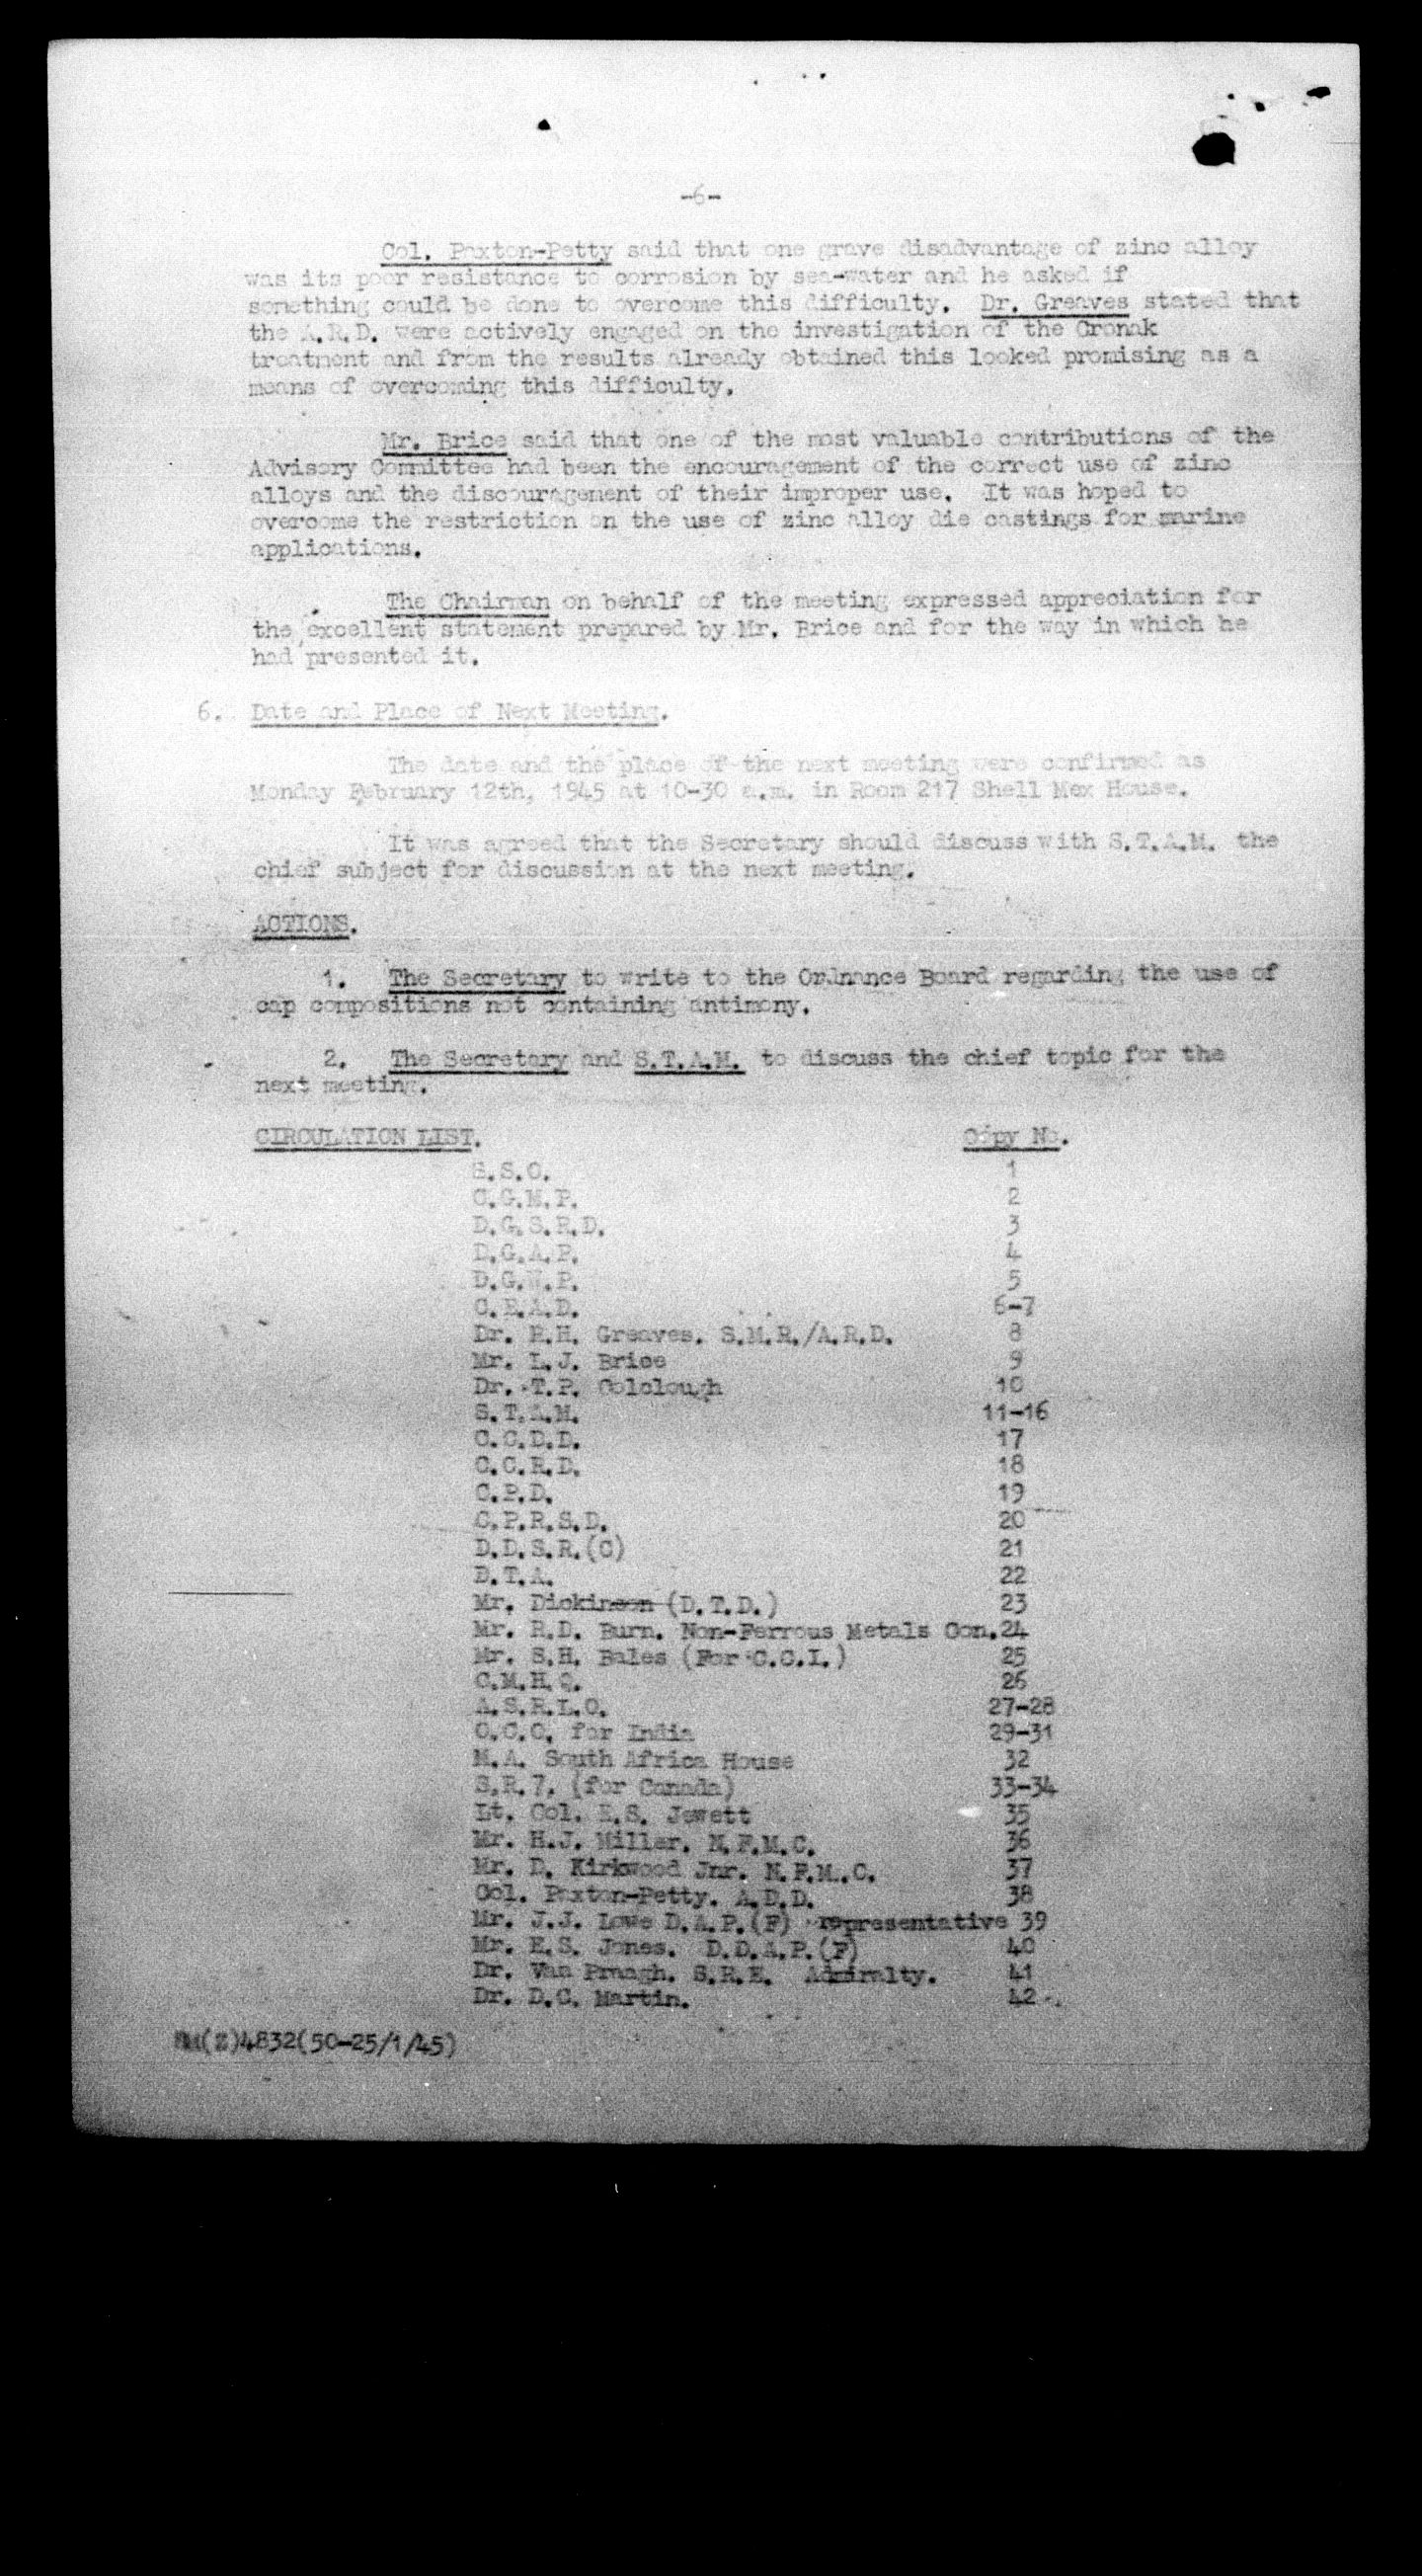 -6-
Col. Paxton-Petty said that one grave disadvantage of zinc alloy
was its poor resistance to corrosion by sea-water and he asked if
something could be done to overcome this difficulty. Dr. Greaves stated that
the A.R.D. were actively engaged on the investigation of the Cronak
treatment and from the results already obtained this looked promising as a
means of overcoming this difficulty.
Mr. Brice said that one of the most valuable contributions of the
Advisory Committee had been the encouragement of the correct use of zinc
alloys and the discouragement of their improper use. It was hoped to
overcome the restriction on the use of zinc alloy die castings for marine
applications.
The Chairman on behalf of the meeting expressed appreciation for
the excellent statement prepared by Mr. Brice and for the way in which he
had presented it.
6. Date and Place of Next Meeting.
The date and the place of the next meeting were confirmed as
Monday February 12th, 1945 at 10-30 a.m. in Room 217 Shell Mex House.
It was agreed that the Secretary should discuss with S.T.A.M. the
chief subject for discussion at the next meeting.
ACTIONS.
1. The Secretary to write to the Ordnance Board regarding the use of
cap compositions not containing antimony.
2. The Secretary and S.T.A.M. to discuss the chief topic for the
next meeting.
CIRCULATION LIST. Copy No.
S.S.O. 1
C.G.M.P. 2
D.G.S.R.D. 3
D.G.A.P. 4
D.G.W.P. 5
C.E.A.D. 6-7
Dr. R.H. Greaves. S.M.R./A.R.D. 8
Mr. L.J. Brice 9
Dr. T.P. Colclough 10
S.T.A.M. 11-16
C.C.D.D. 17
C.C.R.D. 18
C.P.D. 19
C.P.R.S.D. 20
D.D.S.R.(C) 21
D.T.A. 22
Mr. Dickinson (D.T.D.) 23
Mr. R.D. Burn. Non-Ferrous Metals Con. 24
Mr. S.H. Bales (For C.C.I.) 25
C.M.H.Q. 26
A.S.R.L.O. 27-28
O.C.O. for India 29-31
M.A. South Africa House 32
S.R.7. (for Canada) 33-34
Lt. Col. E.S. Jewett 35
Mr. H.J. Miller. N.F.M.C. 36
Mr. D. Kirkwood Jnr. N.F.M.C. 37
Col. Paxton-Petty. A.D.D. 38
Mr. J.J. Lowe D.A.P.(F) representative 39
Mr. E.S. Jones. D.D.A.P.(F) 40
Dr. Van Praagh. S.R.E. Admiralty. 41
Dr. D.C. Martin. 42
(Z)4832(50-25/1/45)